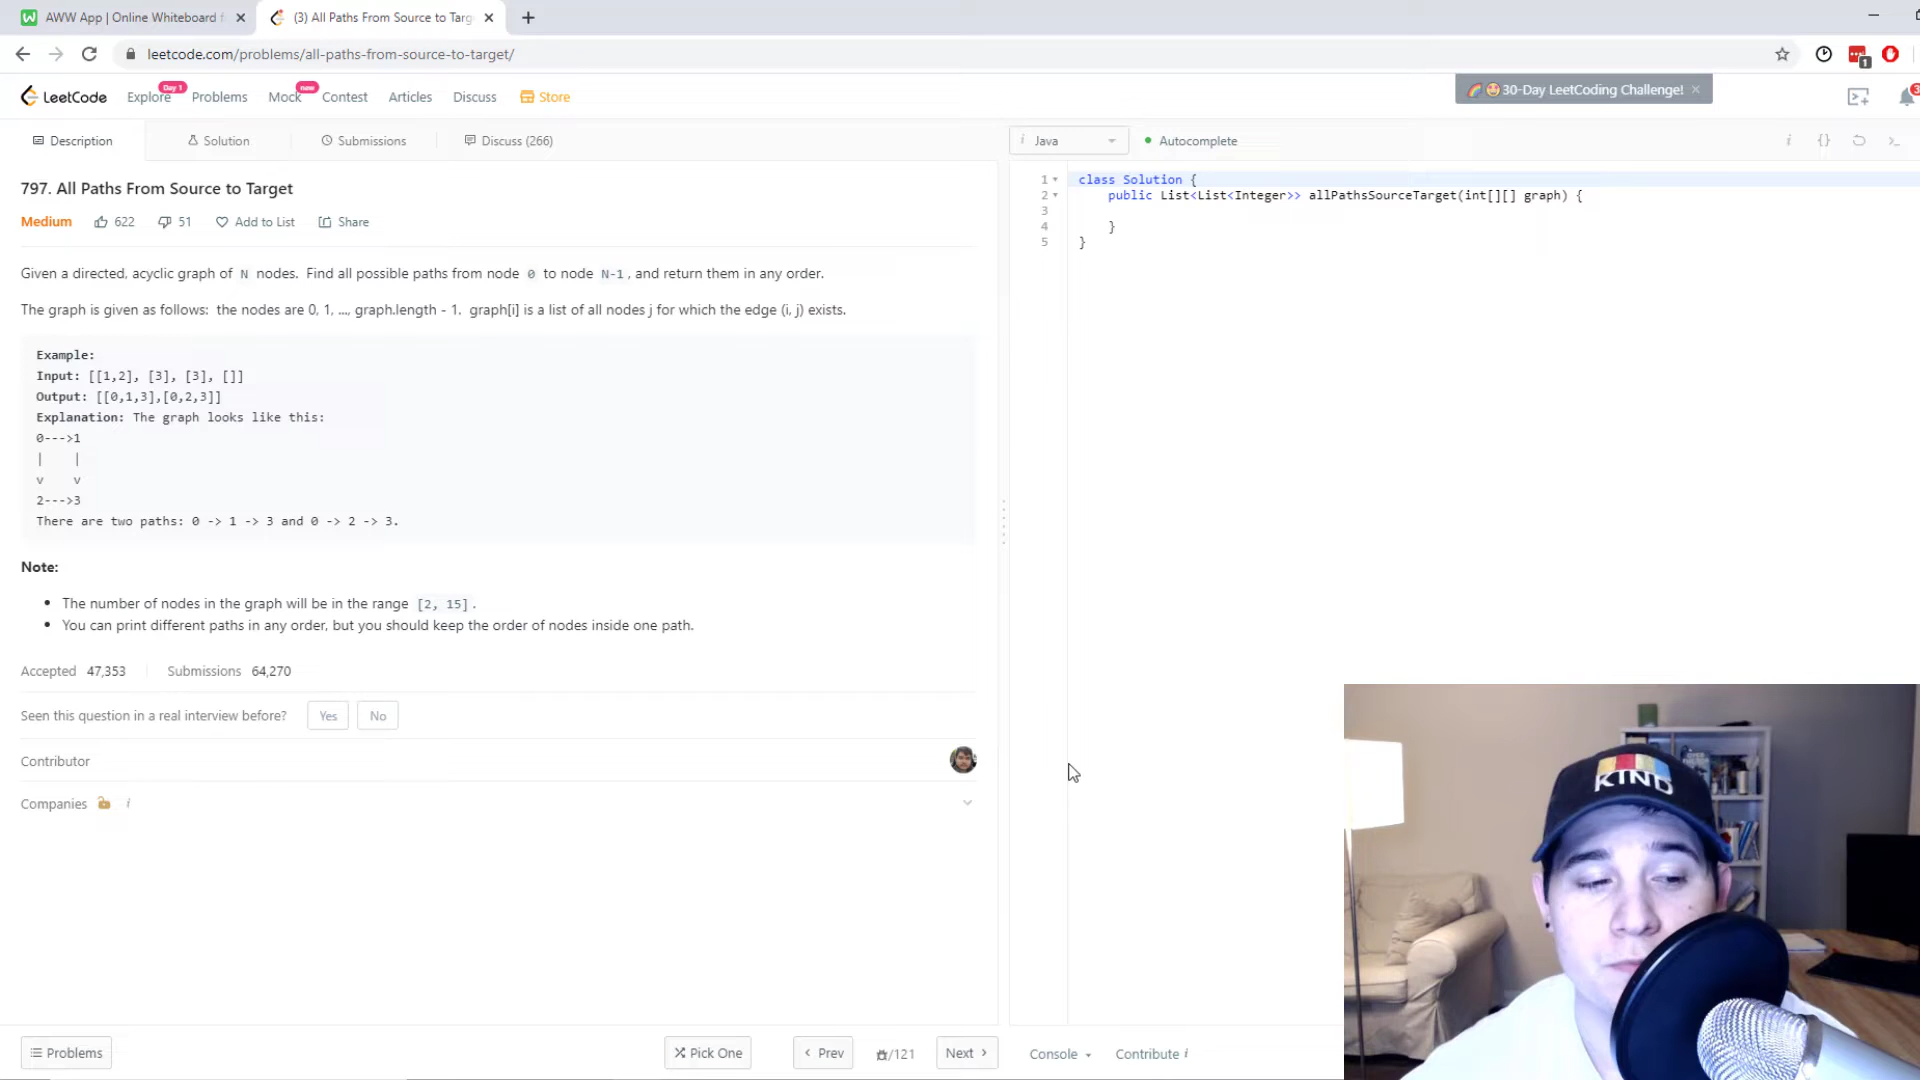 AWW App | Online Whiteboard f
(3) All Paths From Source to Targ
leetcode.com/problems/all-paths-from-source-to-target/
1
LeetCode
Explore
Day 1
Problems
Mock
new
Contest
Articles
Discuss
Store
30-Day LeetCoding Challenge!
Description
Solution
Submissions
Discuss (266)
i Java
Autocomplete
797. All Paths From Source to Target
Medium
622
51
Add to List
Share
Given a directed, acyclic graph of N nodes. Find all possible paths from node 0 to node N-1, and return them in any order.
The graph is given as follows: the nodes are 0, 1, ..., graph.length - 1. graph[i] is a list of all nodes j for which the edge (i, j) exists.
Example:
Input: [[1,2], [3], [3], []]
Output: [[0,1,3],[0,2,3]]
Explanation: The graph looks like this:
0--->1
|    |
v    v
2--->3
There are two paths: 0 -> 1 -> 3 and 0 -> 2 -> 3.
Note:
The number of nodes in the graph will be in the range [2, 15].
You can print different paths in any order, but you should keep the order of nodes inside one path.
Accepted 47,353
Submissions 64,270
Seen this question in a real interview before?
Yes
No
Contributor
Companies
i
Problems
Pick One
Prev
/121
Next
1 class Solution {
2 public List<List<Integer>> allPathsSourceTarget(int[][] graph) {
3
4 }
5 }
Console
Contribute i
KIND